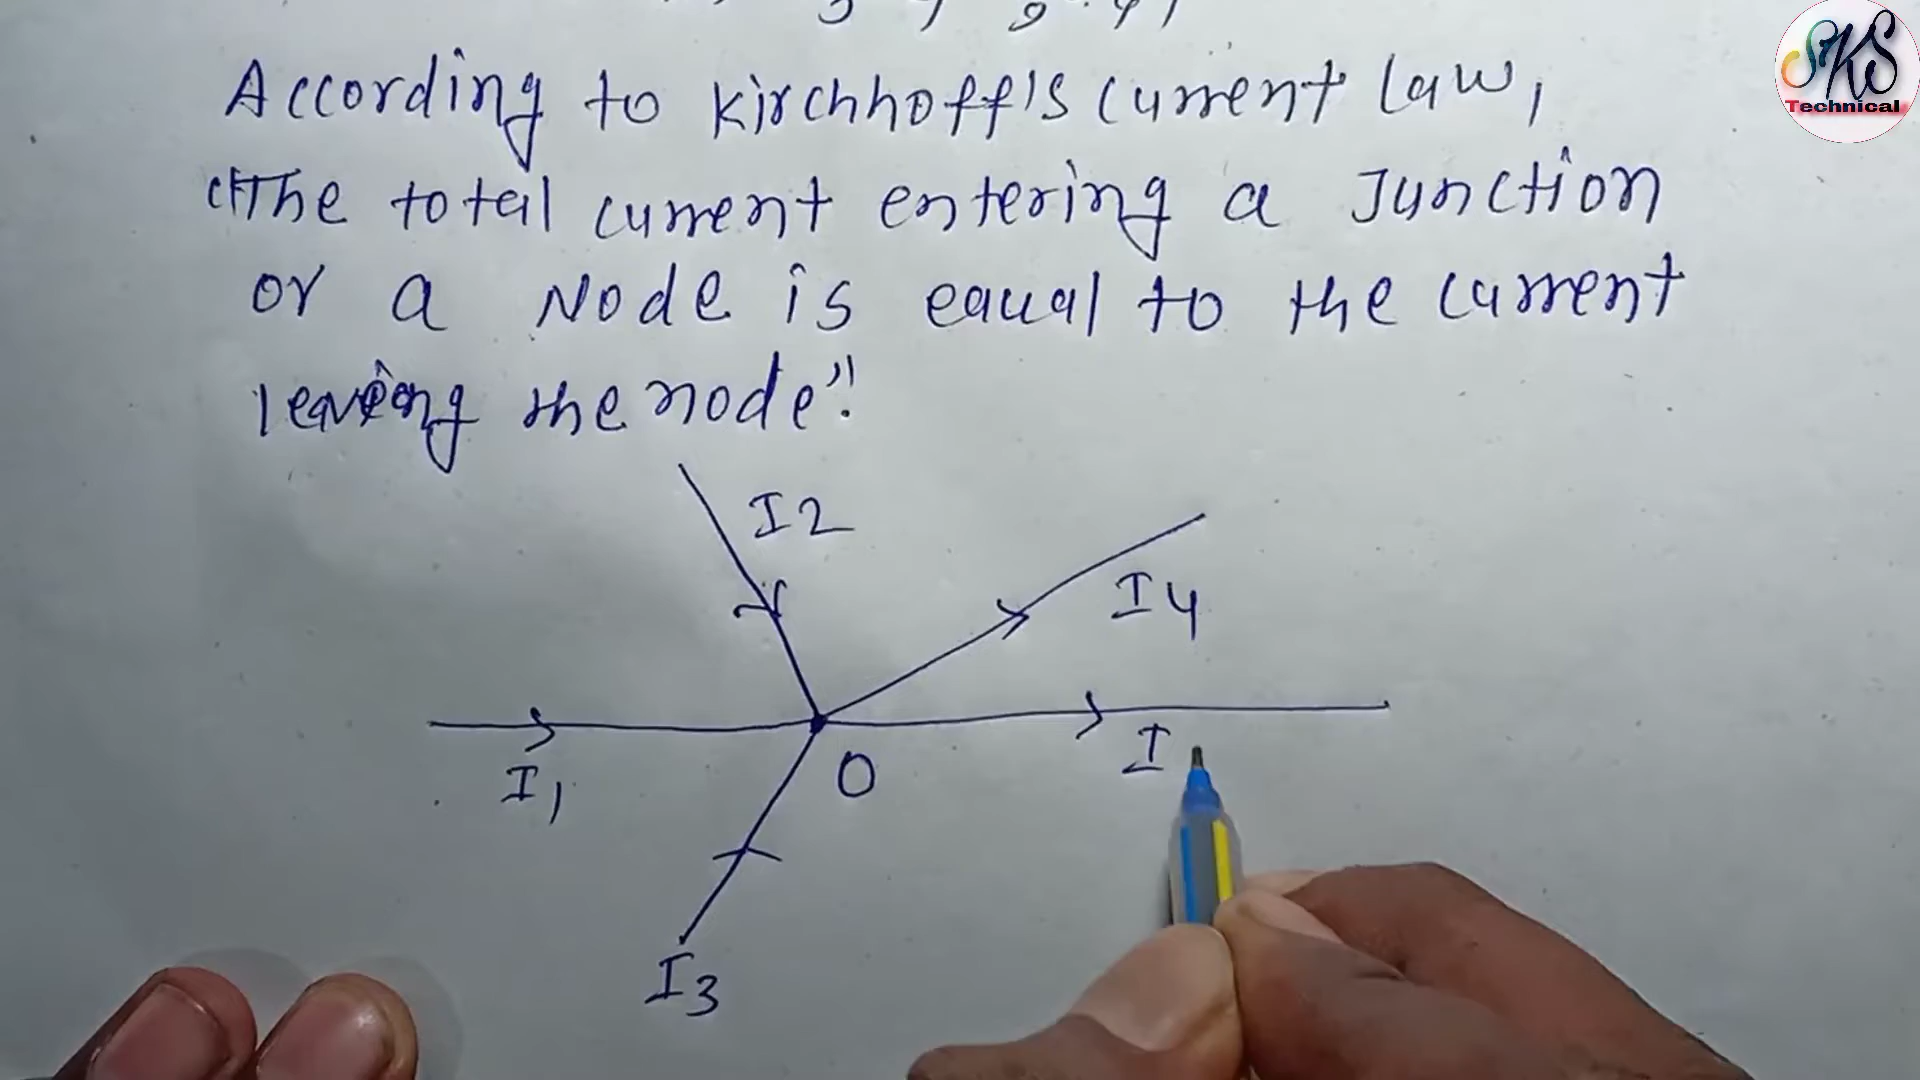 According to Kirchhoff's Current Law,
"The total current entering a Junction
or a Node is equal to the current
leaving the node".
I2
I4
I1
O
I
I3
SKS
Technical